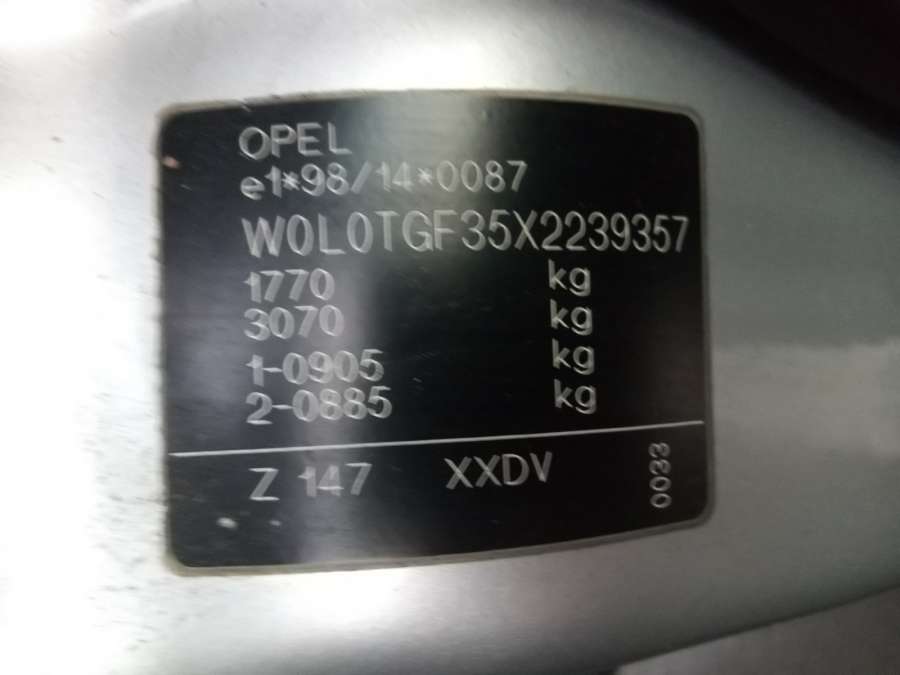 OPEL
e1*98/14*0087
W0L0TGF35X2239357
1770 kg
3070 kg
1-0905 kg
2-0885 kg
Z 147 XXDV 0033